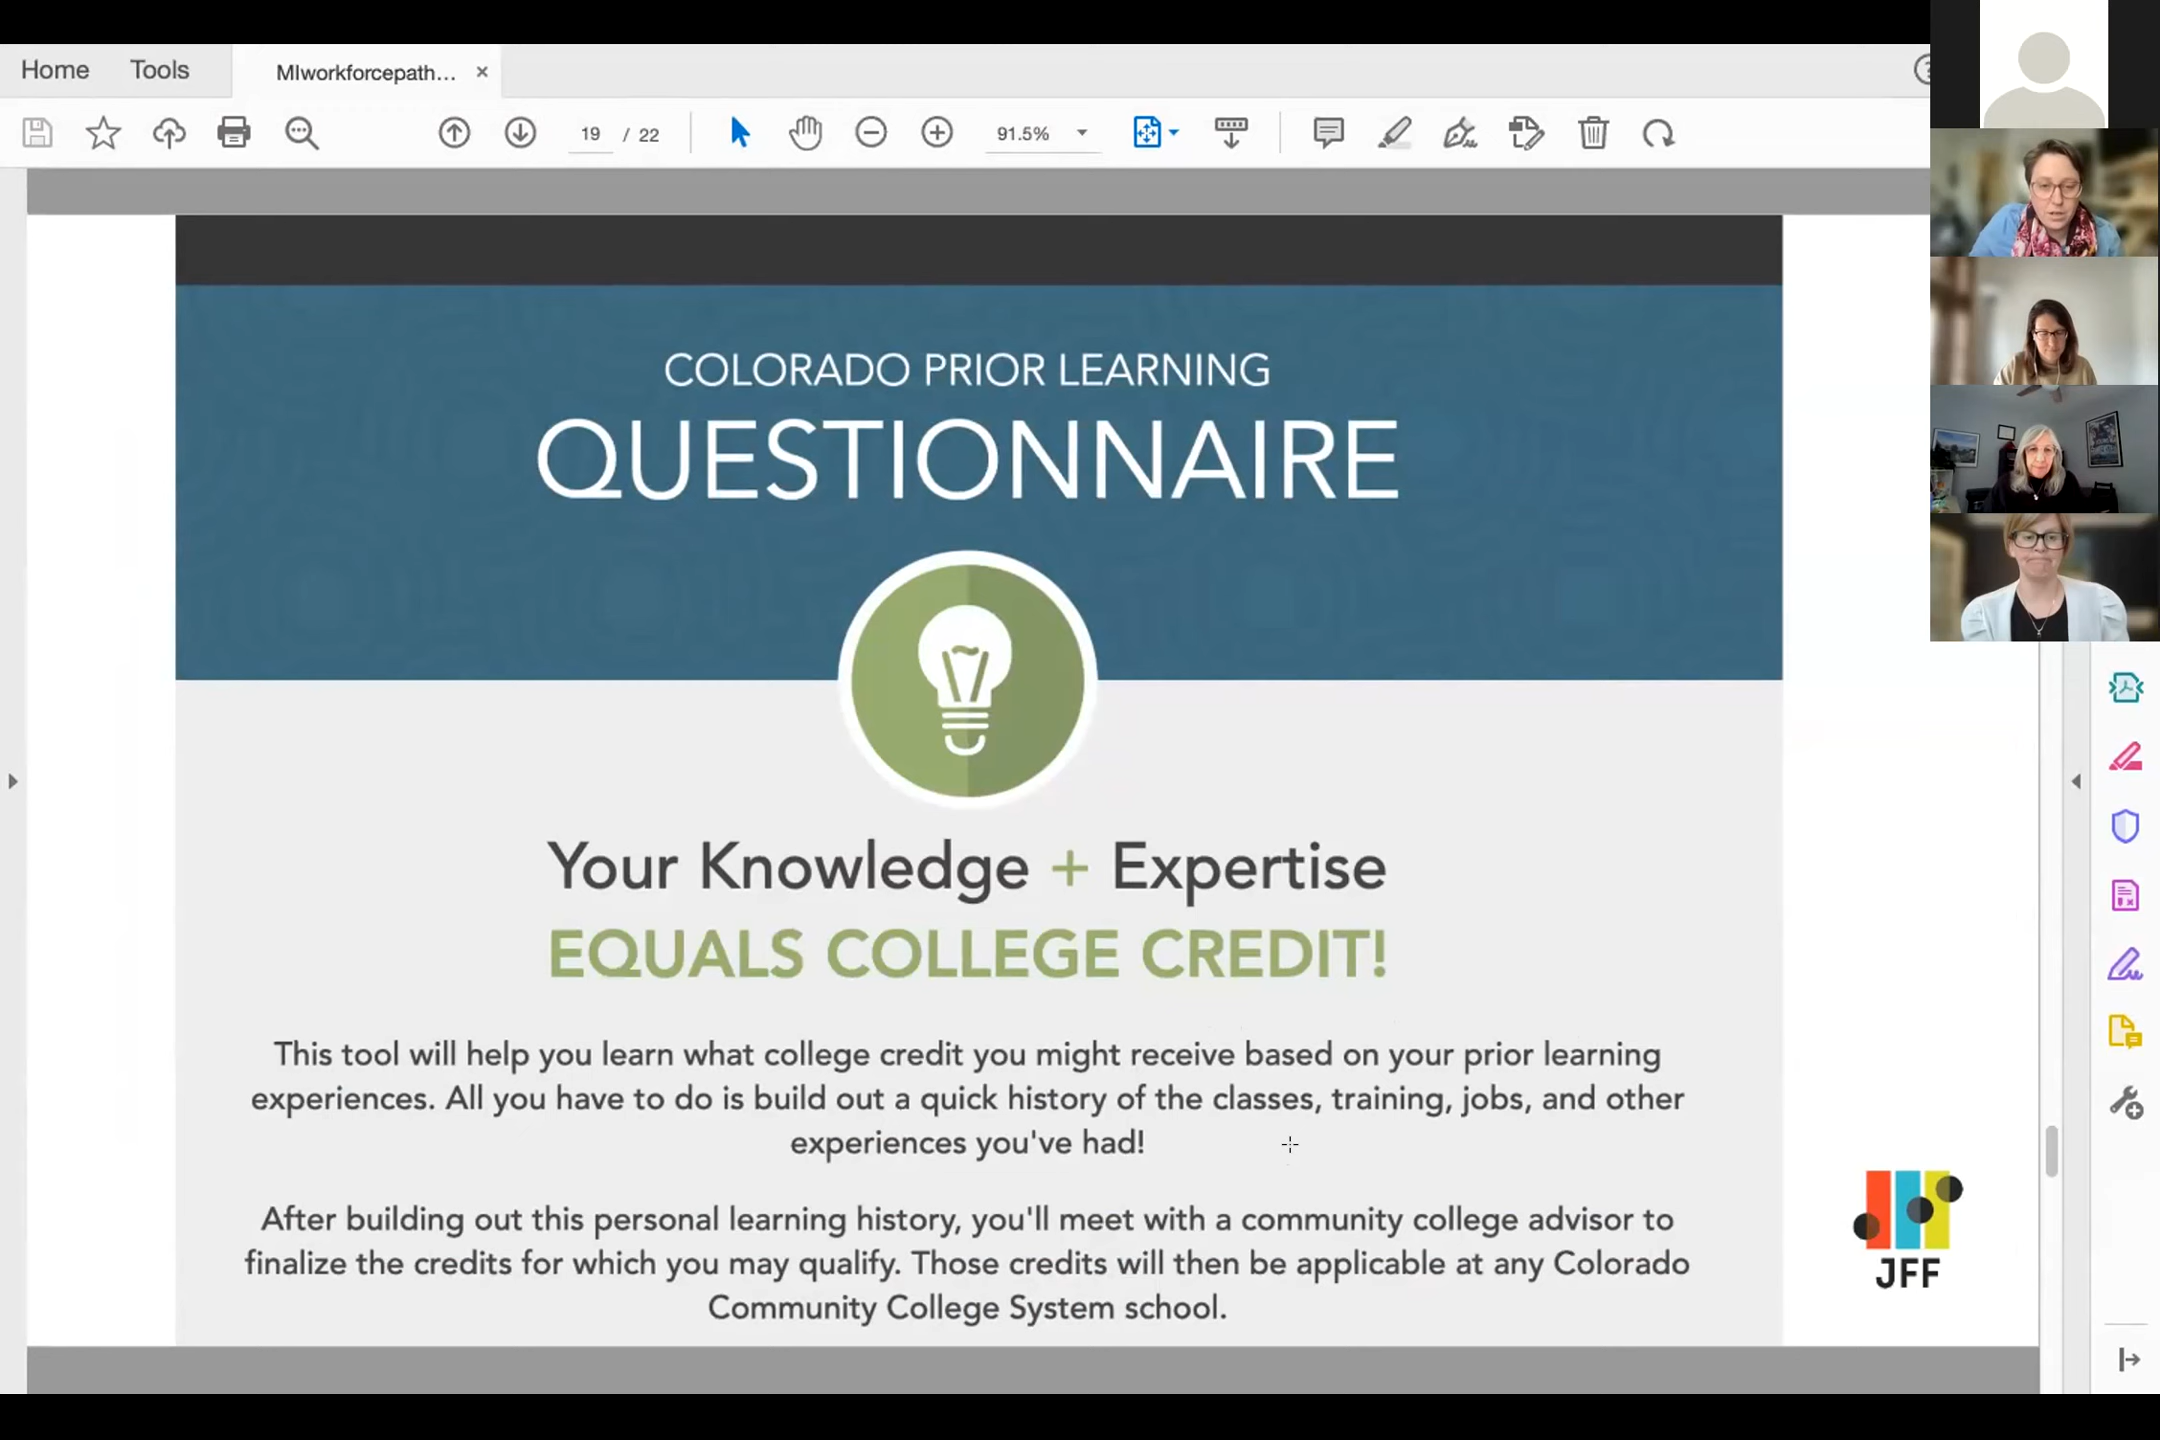 Home Tools MIworkforcepath...
19 / 22 91.5%
COLORADO PRIOR LEARNING
QUESTIONNAIRE
Your Knowledge + Expertise
EQUALS COLLEGE CREDIT!
This tool will help you learn what college credit you might receive based on your prior learning
experiences. All you have to do is build out a quick history of the classes, training, jobs, and other
experiences you've had!
After building out this personal learning history, you'll meet with a community college advisor to
finalize the credits for which you may qualify. Those credits will then be applicable at any Colorado
Community College System school.
JFF